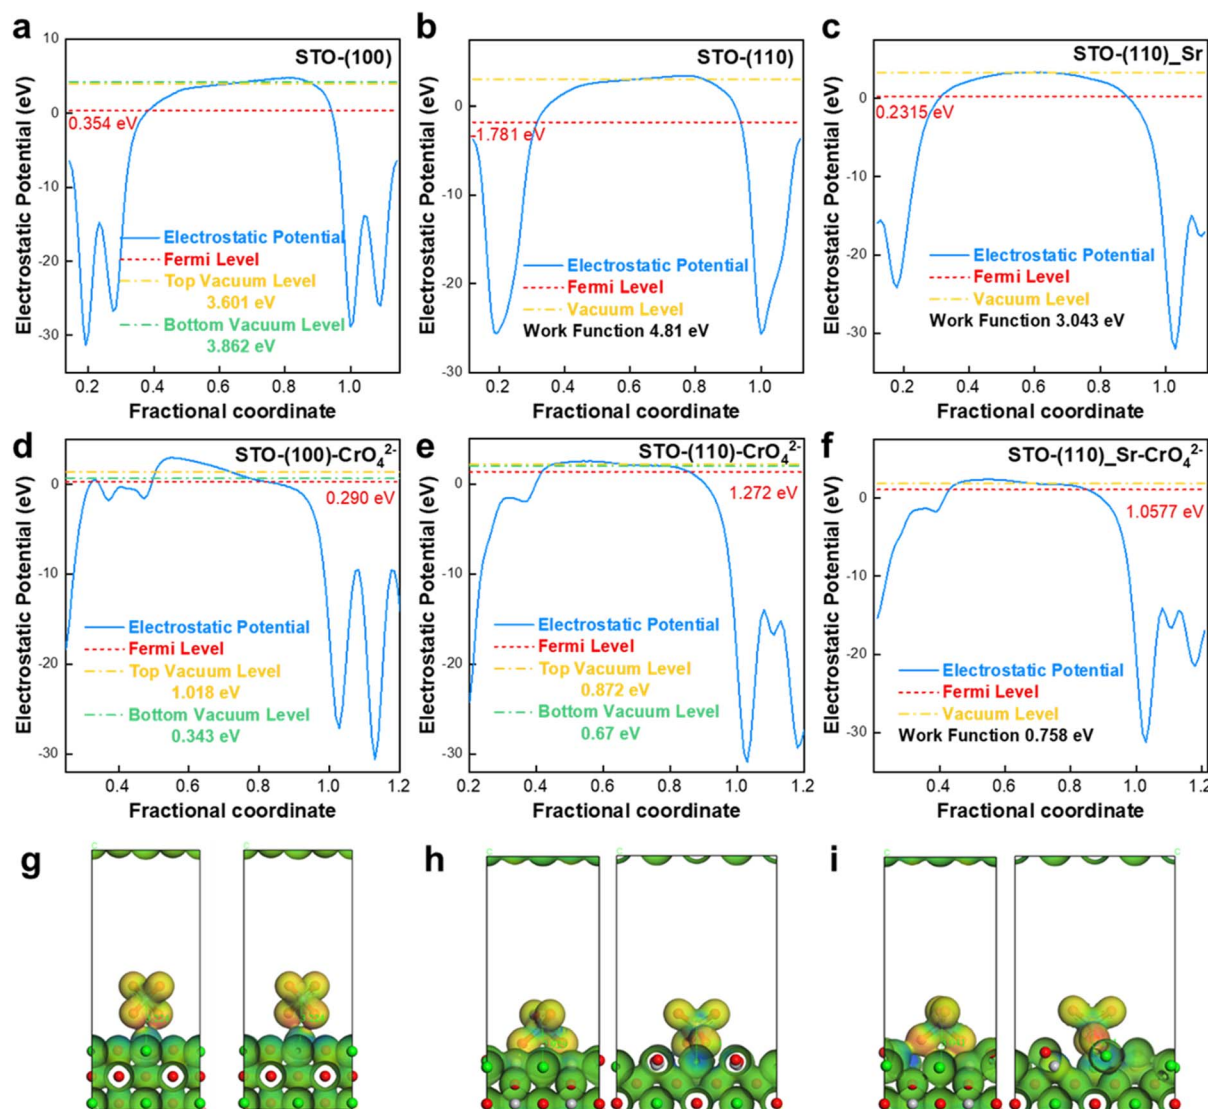 a
STO-(100)
Electrostatic Potential (eV)
10
0
-10
-20
-30
0.354 eV
Electrostatic Potential
Fermi Level
Top Vacuum Level
3.601 eV
Bottom Vacuum Level
3.862 eV
0.2 0.4 0.6 0.8 1.0
Fractional coordinate
b
STO-(110)
Electrostatic Potential (eV)
0
-10
-20
-30
-1.781 eV
Electrostatic Potential
Fermi Level
Vacuum Level
Work Function 4.81 eV
0.2 0.4 0.6 0.8 1.0
Fractional coordinate
c
STO-(110)_Sr
Electrostatic Potential (eV)
0
-10
-20
-30
0.2315 eV
Electrostatic Potential
Fermi Level
Vacuum Level
Work Function 3.043 eV
0.2 0.4 0.6 0.8 1.0
Fractional coordinate
d
STO-(100)-CrO₄²⁻
Electrostatic Potential (eV)
0
-10
-20
-30
0.290 eV
Electrostatic Potential
Fermi Level
Top Vacuum Level
1.018 eV
Bottom Vacuum Level
0.343 eV
0.4 0.6 0.8 1.0 1.2
Fractional coordinate
e
STO-(110)-CrO₄²⁻
Electrostatic Potential (eV)
0
-10
-20
-30
1.272 eV
Electrostatic Potential
Fermi Level
Top Vacuum Level
0.872 eV
Bottom Vacuum Level
0.67 eV
0.2 0.4 0.6 0.8 1.0 1.2
Fractional coordinate
f
STO-(110)_Sr-CrO₄²⁻
Electrostatic Potential (eV)
0
-10
-20
-30
1.0577 eV
Electrostatic Potential
Fermi Level
Vacuum Level
Work Function 0.758 eV
0.2 0.4 0.6 0.8 1.0 1.2
Fractional coordinate
g
C
C
h
C
C
i
C
C